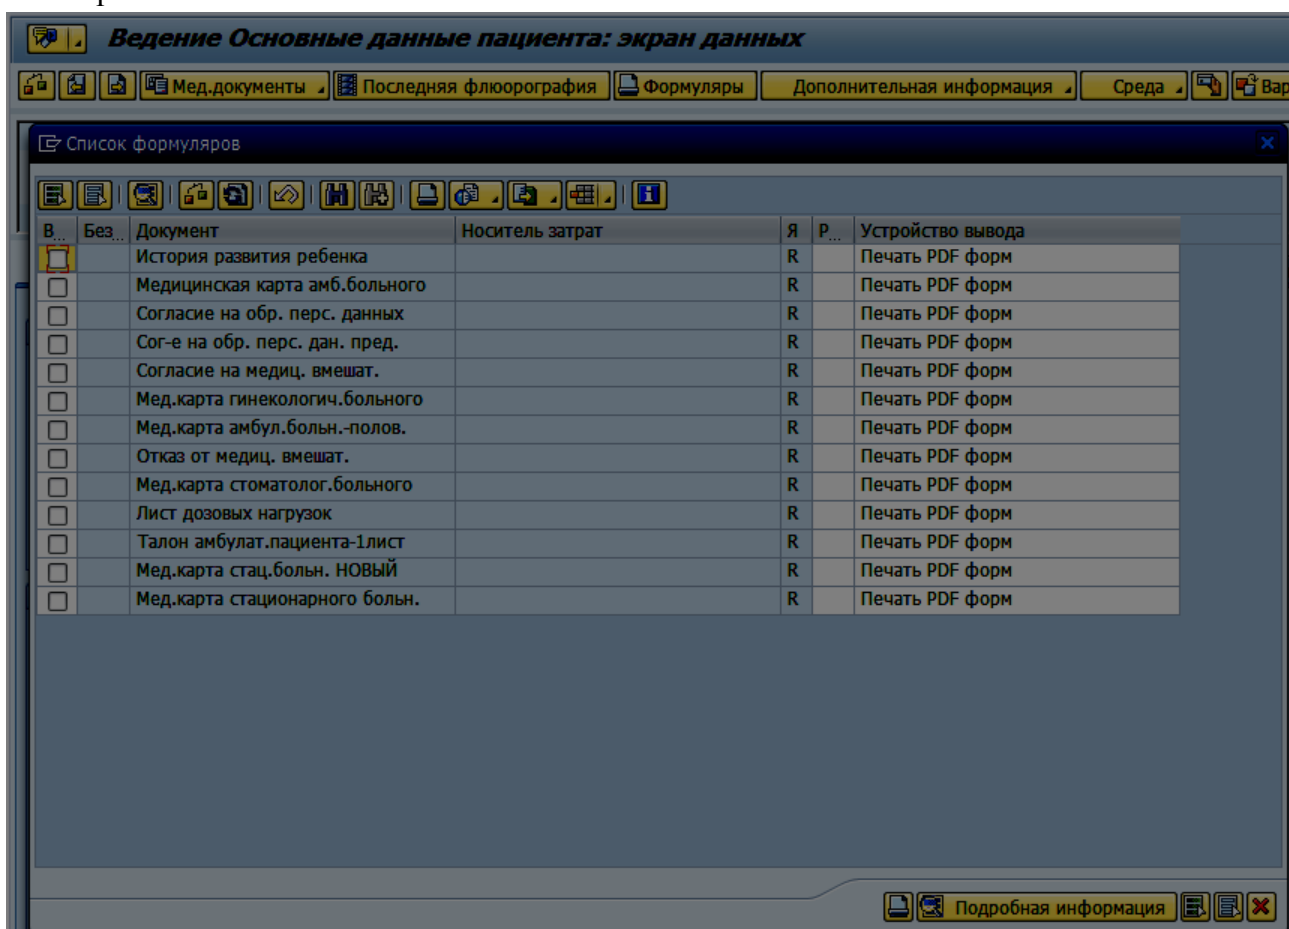 Ведение Основные данные пациента: экран данных
Мед.документы Последняя флюорография Формуляры Дополнительная информация Среда Вар
Список формуляров
В... Без... Документ Носитель затрат Я Р... Устройство вывода
История развития ребенка R Печать PDF форм
Медицинская карта амб.больного R Печать PDF форм
Согласие на обр. перс. данных R Печать PDF форм
Сог-е на обр. перс. дан. пред. R Печать PDF форм
Согласие на медиц. вмешат. R Печать PDF форм
Мед.карта гинекологич.больного R Печать PDF форм
Мед.карта амбул.больн.-полов. R Печать PDF форм
Отказ от медиц. вмешат. R Печать PDF форм
Мед.карта стоматолог.больного R Печать PDF форм
Лист дозовых нагрузок R Печать PDF форм
Талон амбулат.пациента-1лист R Печать PDF форм
Мед.карта стац.больн. НОВЫЙ R Печать PDF форм
Мед.карта стационарного больн. R Печать PDF форм
Подробная информация